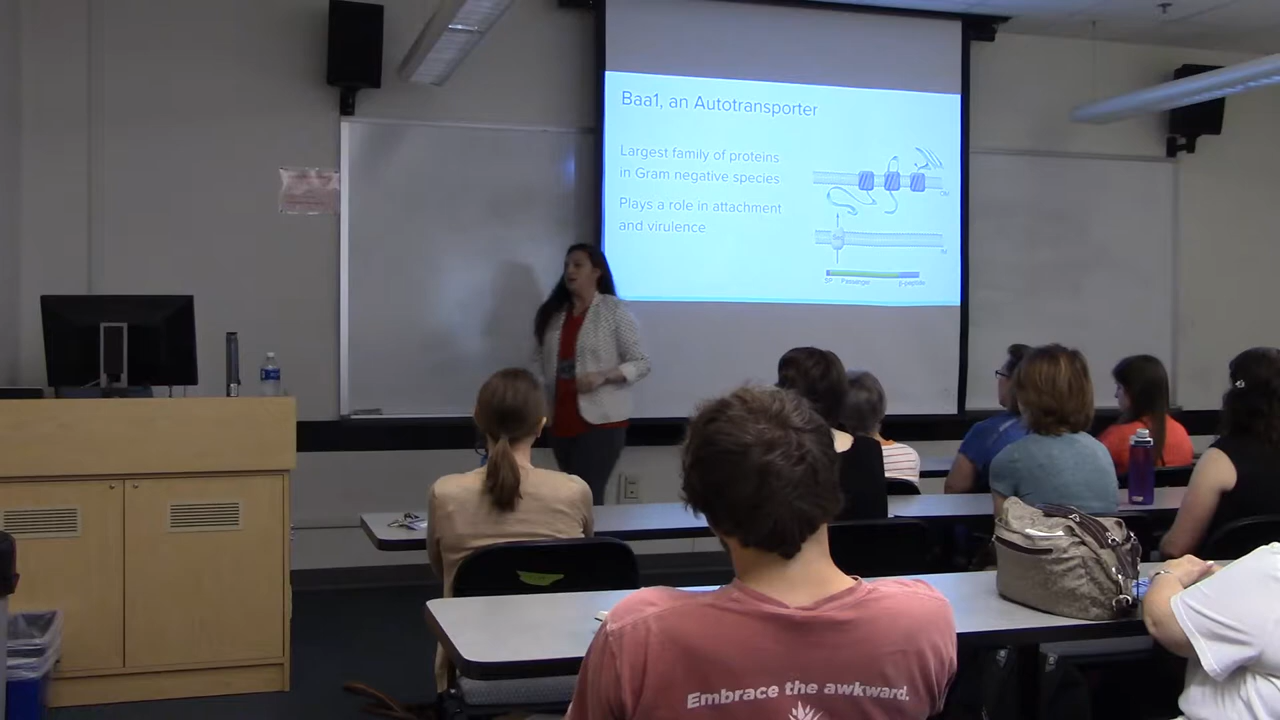 Baa1, an Autotransporter
Largest family of proteins
in Gram negative species
Plays a role in attachment
and virulence
OM
IM
SP Passenger β-peptide
Embrace the awkward.